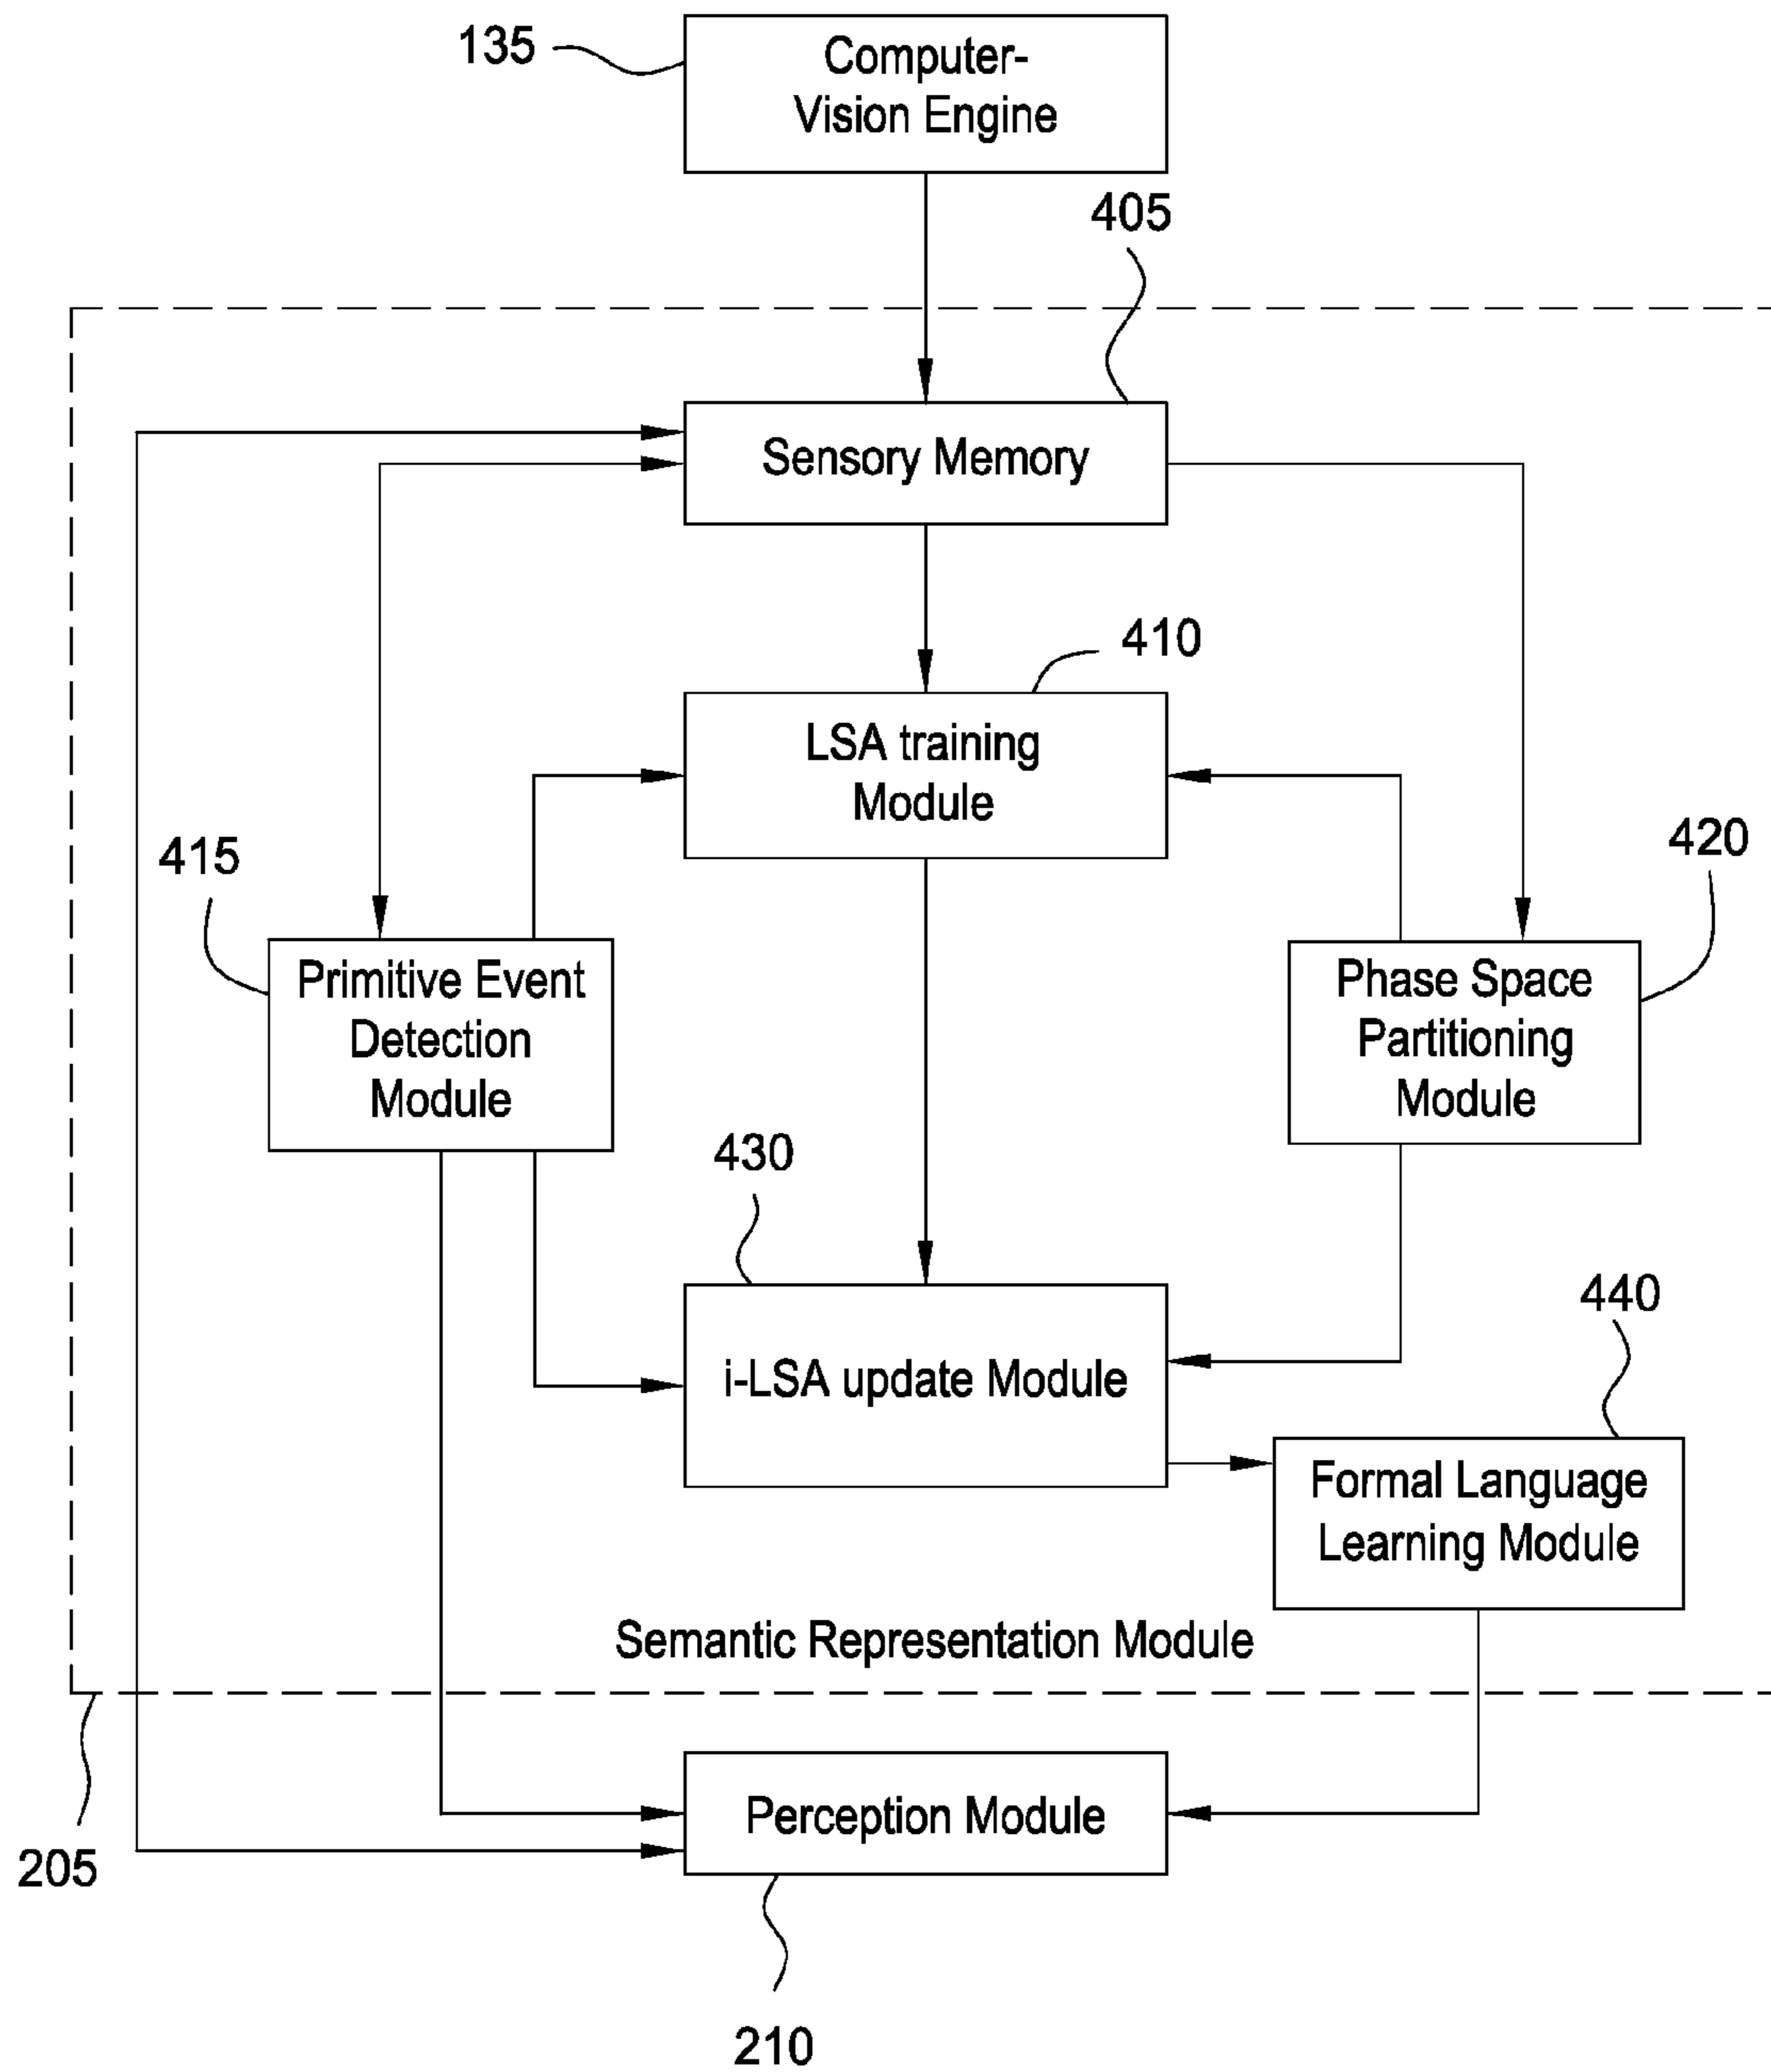 135
Computer-
Vision Engine
405
Sensory Memory
410
LSA training
Module
415
420
Primitive Event
Detection
Module
Phase Space
Partitioning
Module
430
440
i-LSA update Module
Formal Language
Learning Module
Semantic Representation Module
Perception Module
205
210